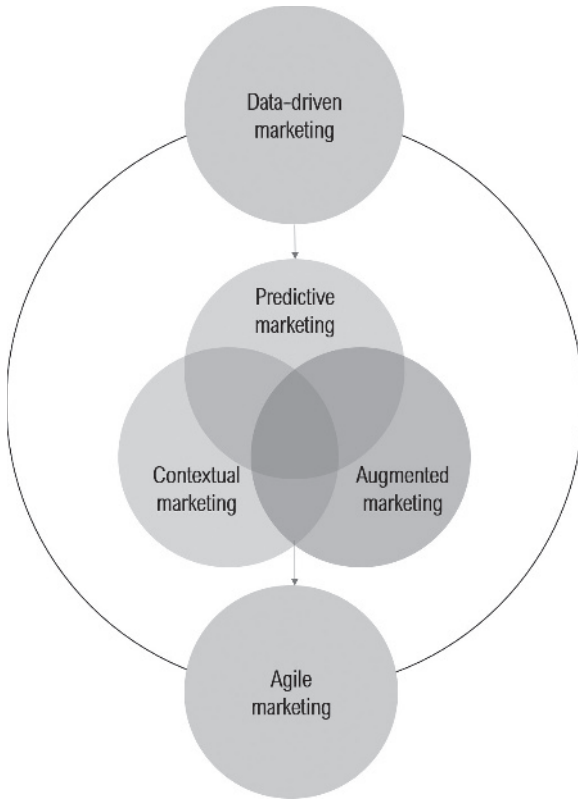 Data-driven
marketing
Predictive
marketing
Contextual
marketing
Augmented
marketing
Agile
marketing